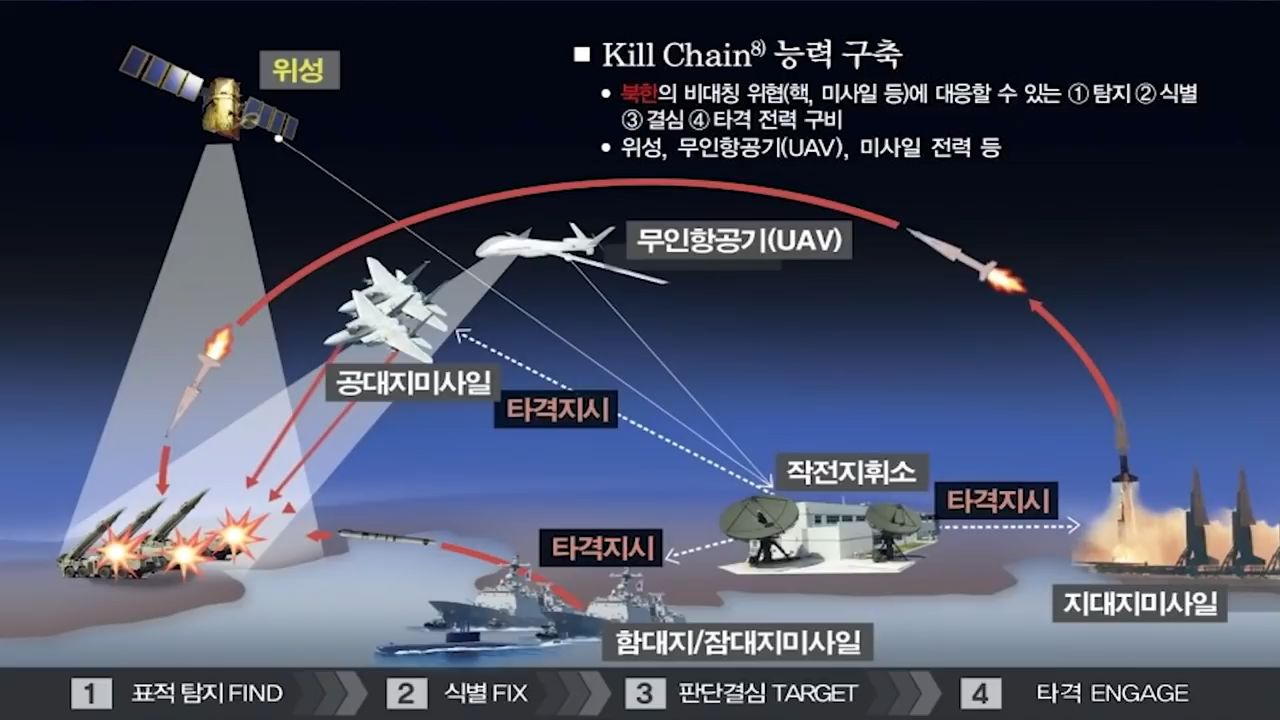 위성
■ Kill Chain⁸⁾ 능력 구축
• 북한의 비대칭 위협(핵, 미사일 등)에 대응할 수 있는 ①탐지 ②식별
③결심 ④타격 전력 구비
• 위성, 무인항공기(UAV), 미사일 전력 등
무인항공기(UAV)
공대지미사일
타격지시
작전지휘소
타격지시
타격지시
지대지미사일
함대지/잠대지미사일
1 표적 탐지 FIND 2 식별 FIX 3 판단결심 TARGET 4 타격 ENGAGE